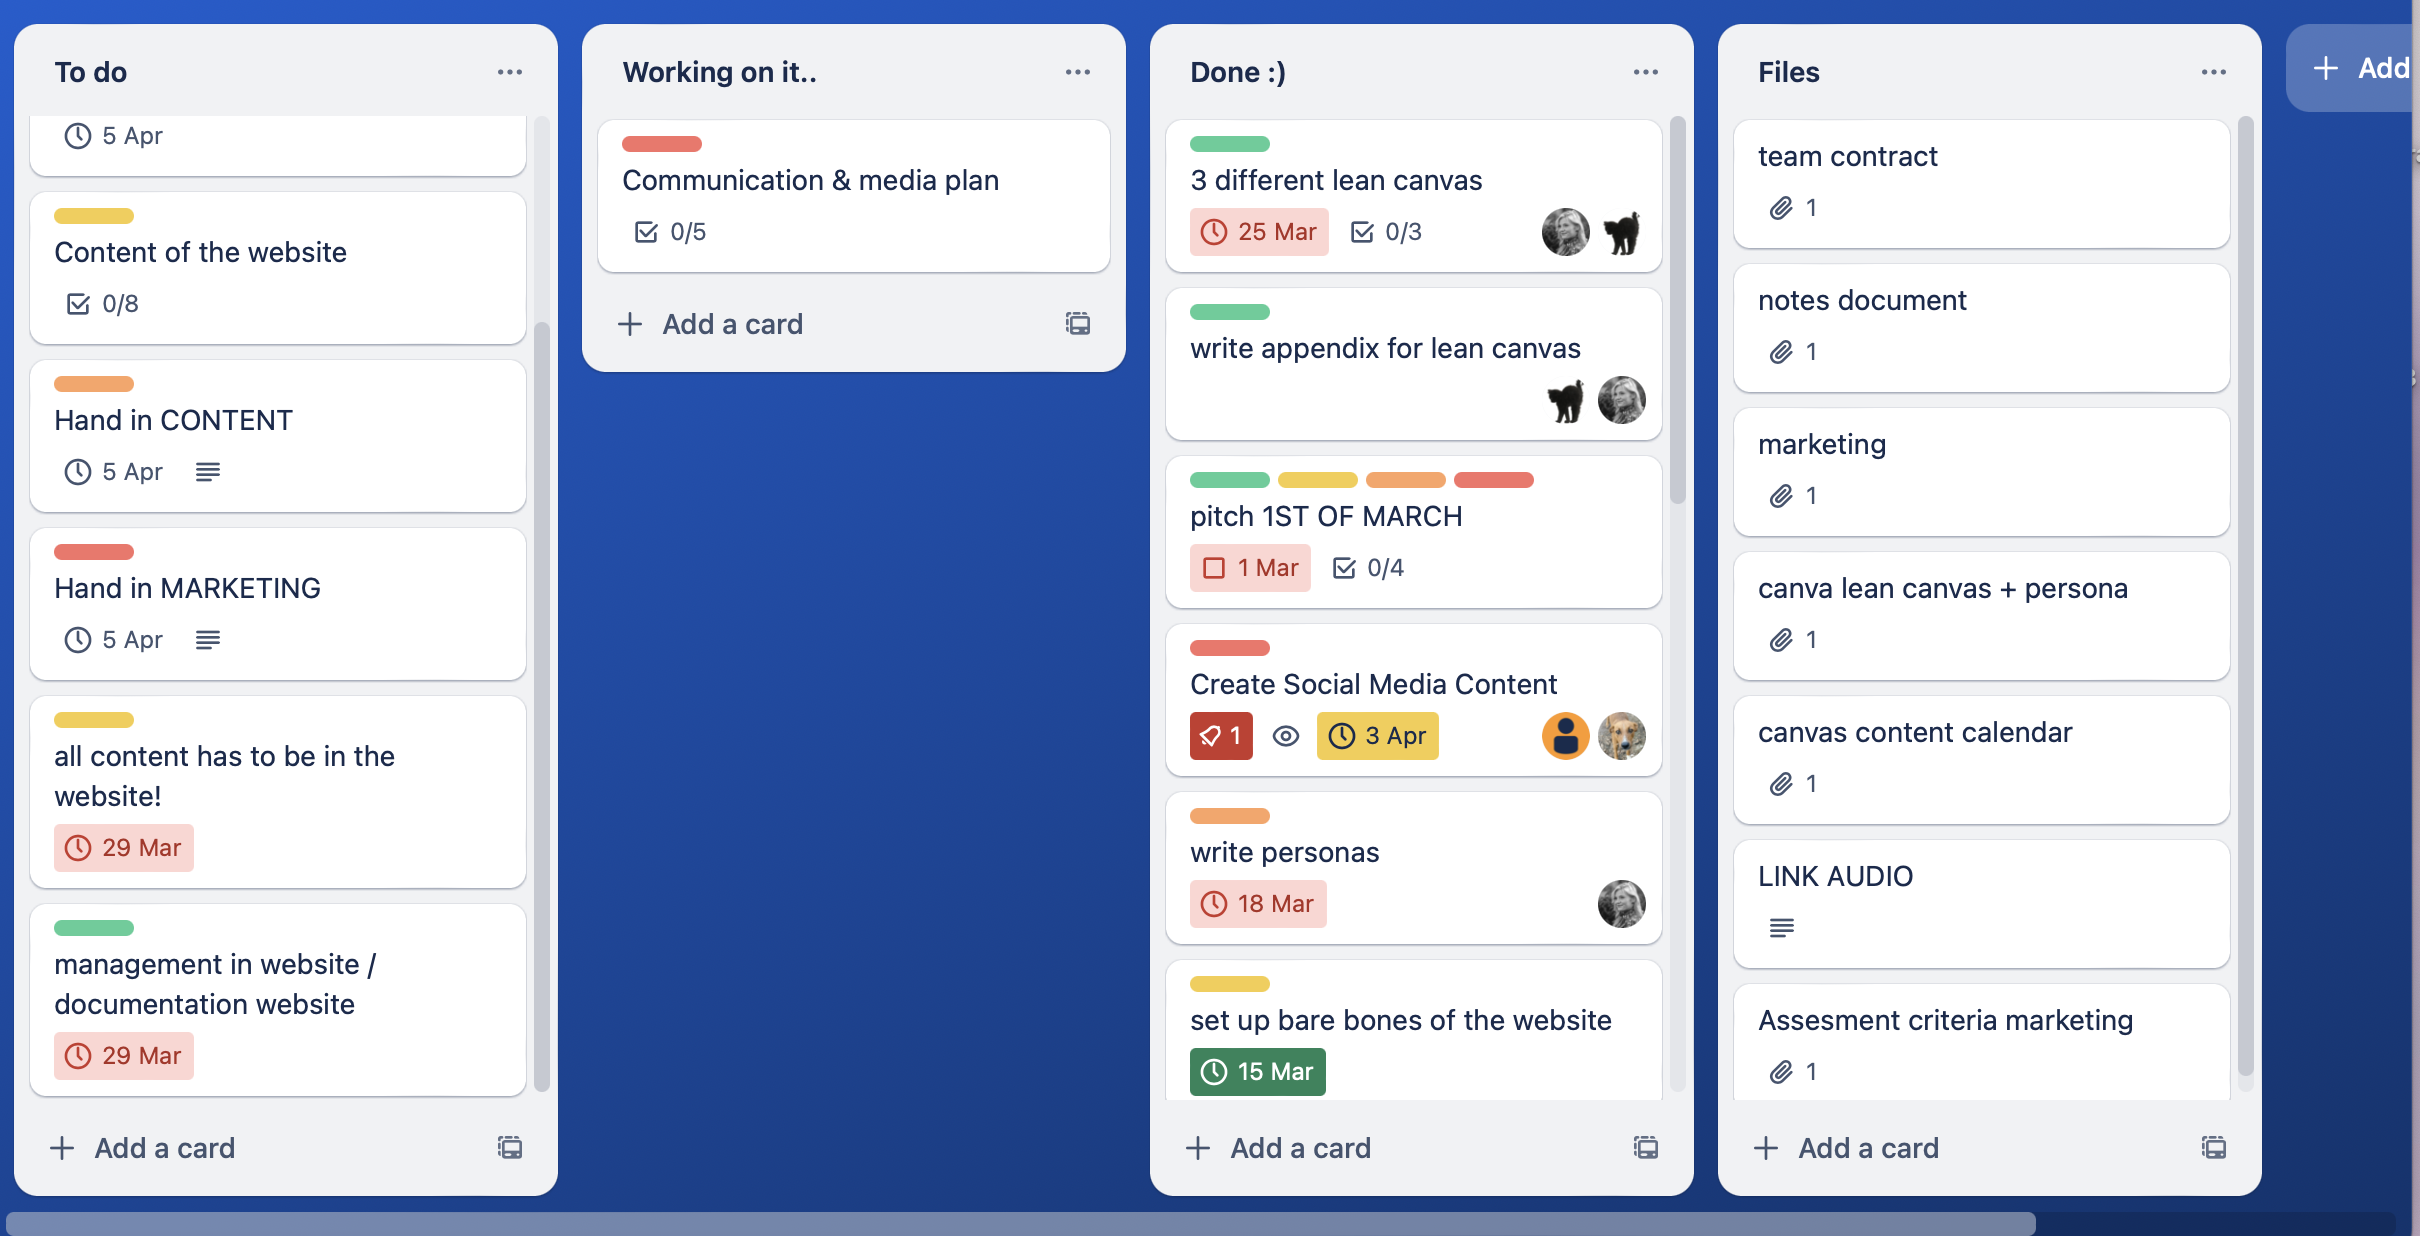 To do
5 Apr
Content of the website
0/8
Hand in CONTENT
5 Apr
Hand in MARKETING
5 Apr
all content has to be in the
website!
29 Mar
management in website /
documentation website
29 Mar
Add a card
Working on it..
Communication & media plan
0/5
Add a card
Done :)
3 different lean canvas
25 Mar 0/3
write appendix for lean canvas
pitch 1ST OF MARCH
1 Mar 0/4
Create Social Media Content
1 3 Apr
write personas
18 Mar
set up bare bones of the website
15 Mar
Add a card
Files
team contract
1
notes document
1
marketing
1
canva lean canvas + persona
1
canvas content calendar
1
LINK AUDIO
Assesment criteria marketing
1
Add a card
Add